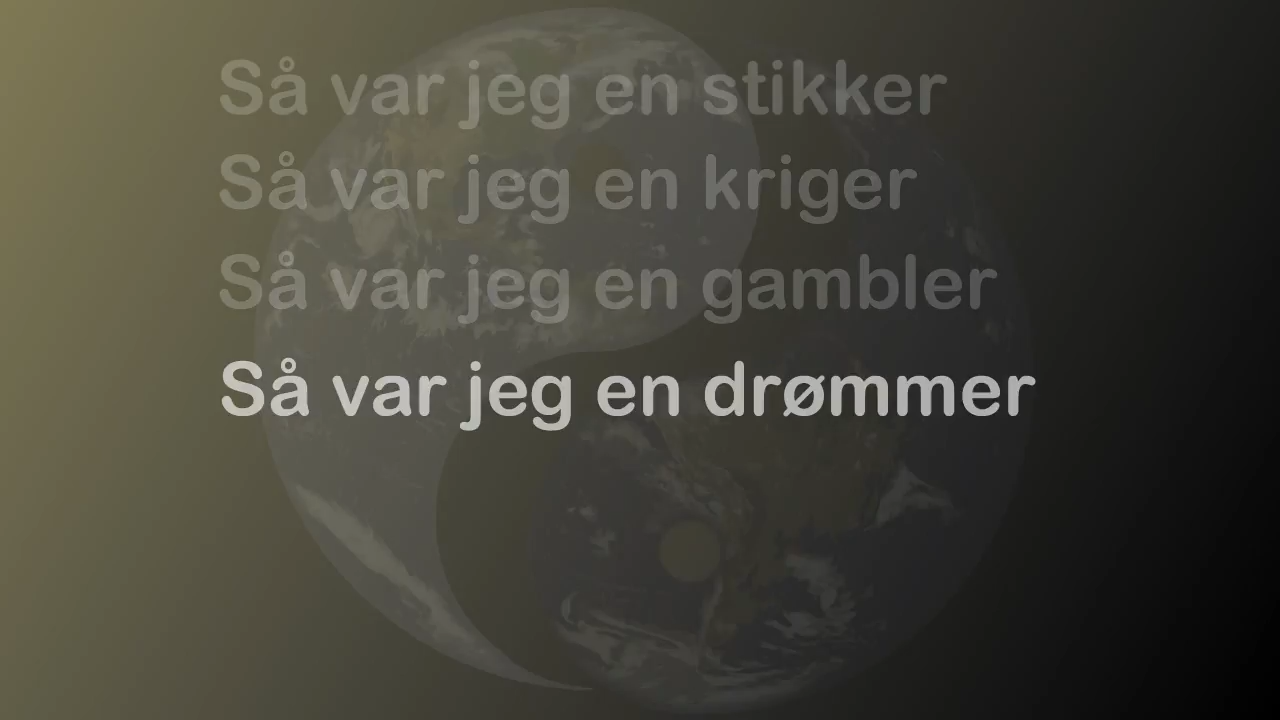 Så var jeg en stikker
Så var jeg en kriger
Så var jeg en gambler
Så var jeg en drømmer